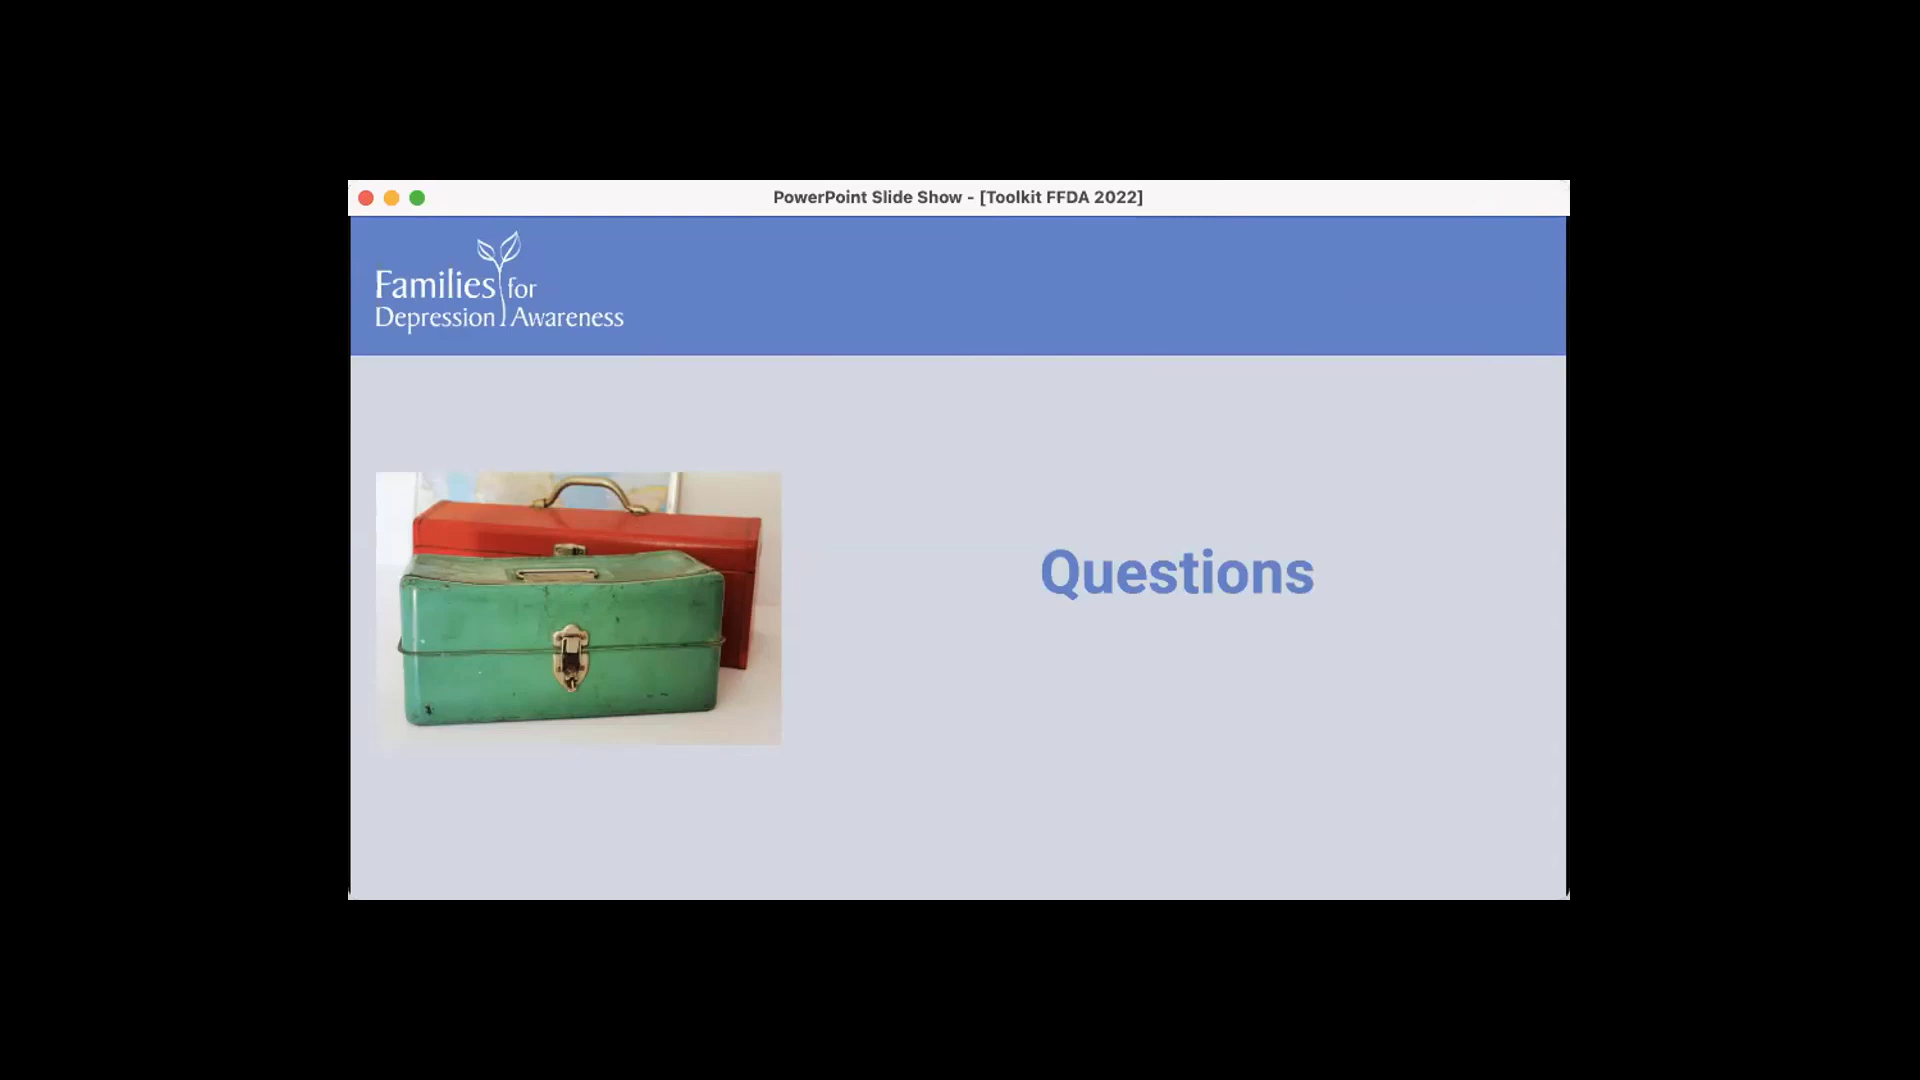 PowerPoint Slide Show - [Toolkit FFDA 2022]
Families for
Depression Awareness
Questions